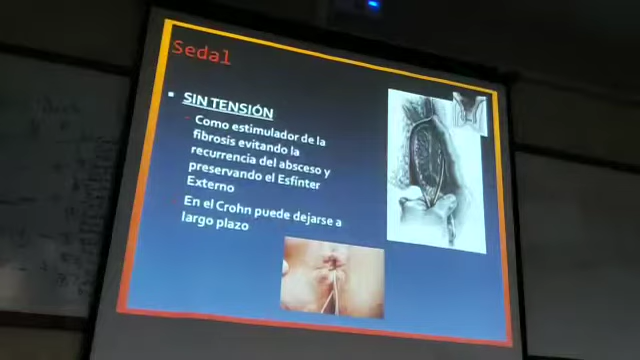 Sedal
▪ SIN TENSIÓN
- Como estimulador de la
fibrosis evitando la
recurrencia del absceso y
preservando el Esfínter
Externo
- En el Crohn puede dejarse a
largo plazo